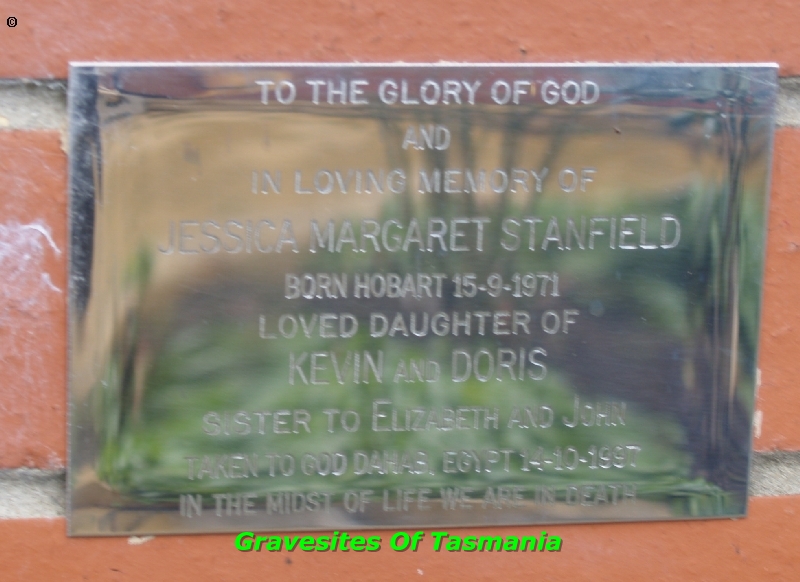 ©
TO THE GLORY OF GOD
AND
IN LOVING MEMORY OF
JESSICA MARGARET STANFIELD
BORN HOBART 15-9-1971
LOVED DAUGHTER OF
KEVIN AND DORIS
SISTER TO ELIZABETH AND JOHN
TAKEN TO GOD DAHAB, EGYPT 14-10-1997
IN THE MIDST OF LIFE WE ARE IN DEATH
Gravesites Of Tasmania